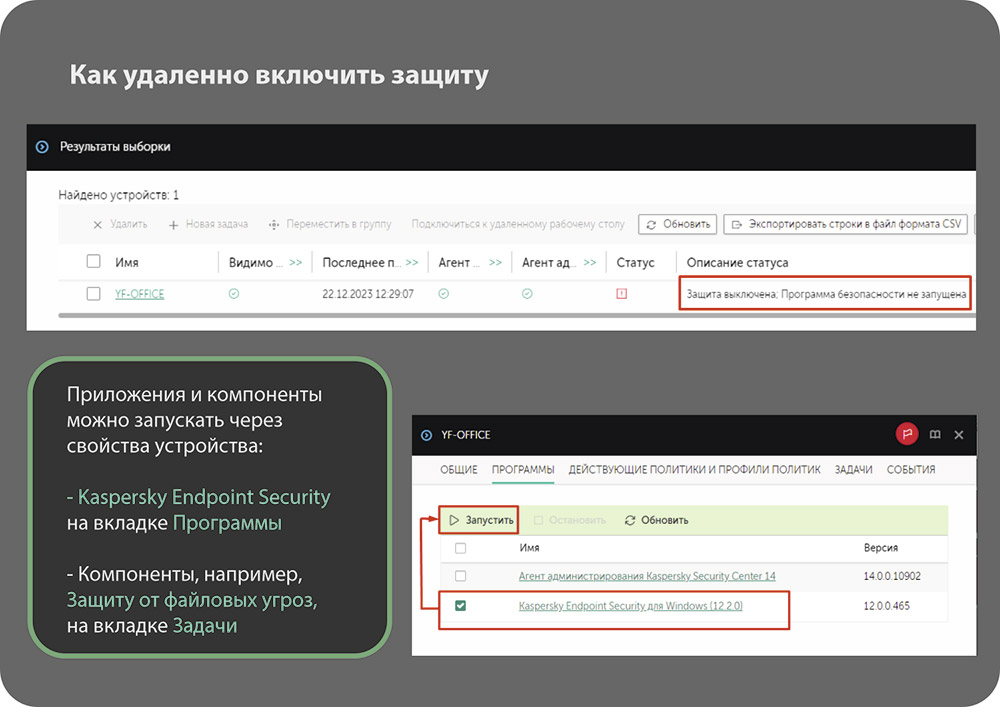 Как удаленно включить защиту
Результаты выборки
Найдено устройств: 1
Удалить Новая задача Переместить в группу Подключиться к удаленному рабочему столу Обновить Экспортировать строки в файл формата CSV
Имя Видимо ... >> Последнее п... >> Агент ... >> Агент ад... >> Статус Описание статуса
YF-OFFICE 22.12.2023 12:29:07 Защита выключена; Программа безопасности не запущена
Приложения и компоненты
можно запускать через
свойства устройства:
- Kaspersky Endpoint Security
на вкладке Программы
- Компоненты, например,
Защиту от файловых угроз,
на вкладке Задачи
YF-OFFICE
ОБЩИЕ ПРОГРАММЫ ДЕЙСТВУЮЩИЕ ПОЛИТИКИ И ПРОФИЛИ ПОЛИТИК ЗАДАЧИ СОБЫТИЯ
Запустить Остановить Обновить
Имя Версия
Агент администрирования Kaspersky Security Center 14 14.0.0.10902
Kaspersky Endpoint Security для Windows (12.2.0) 12.0.0.465